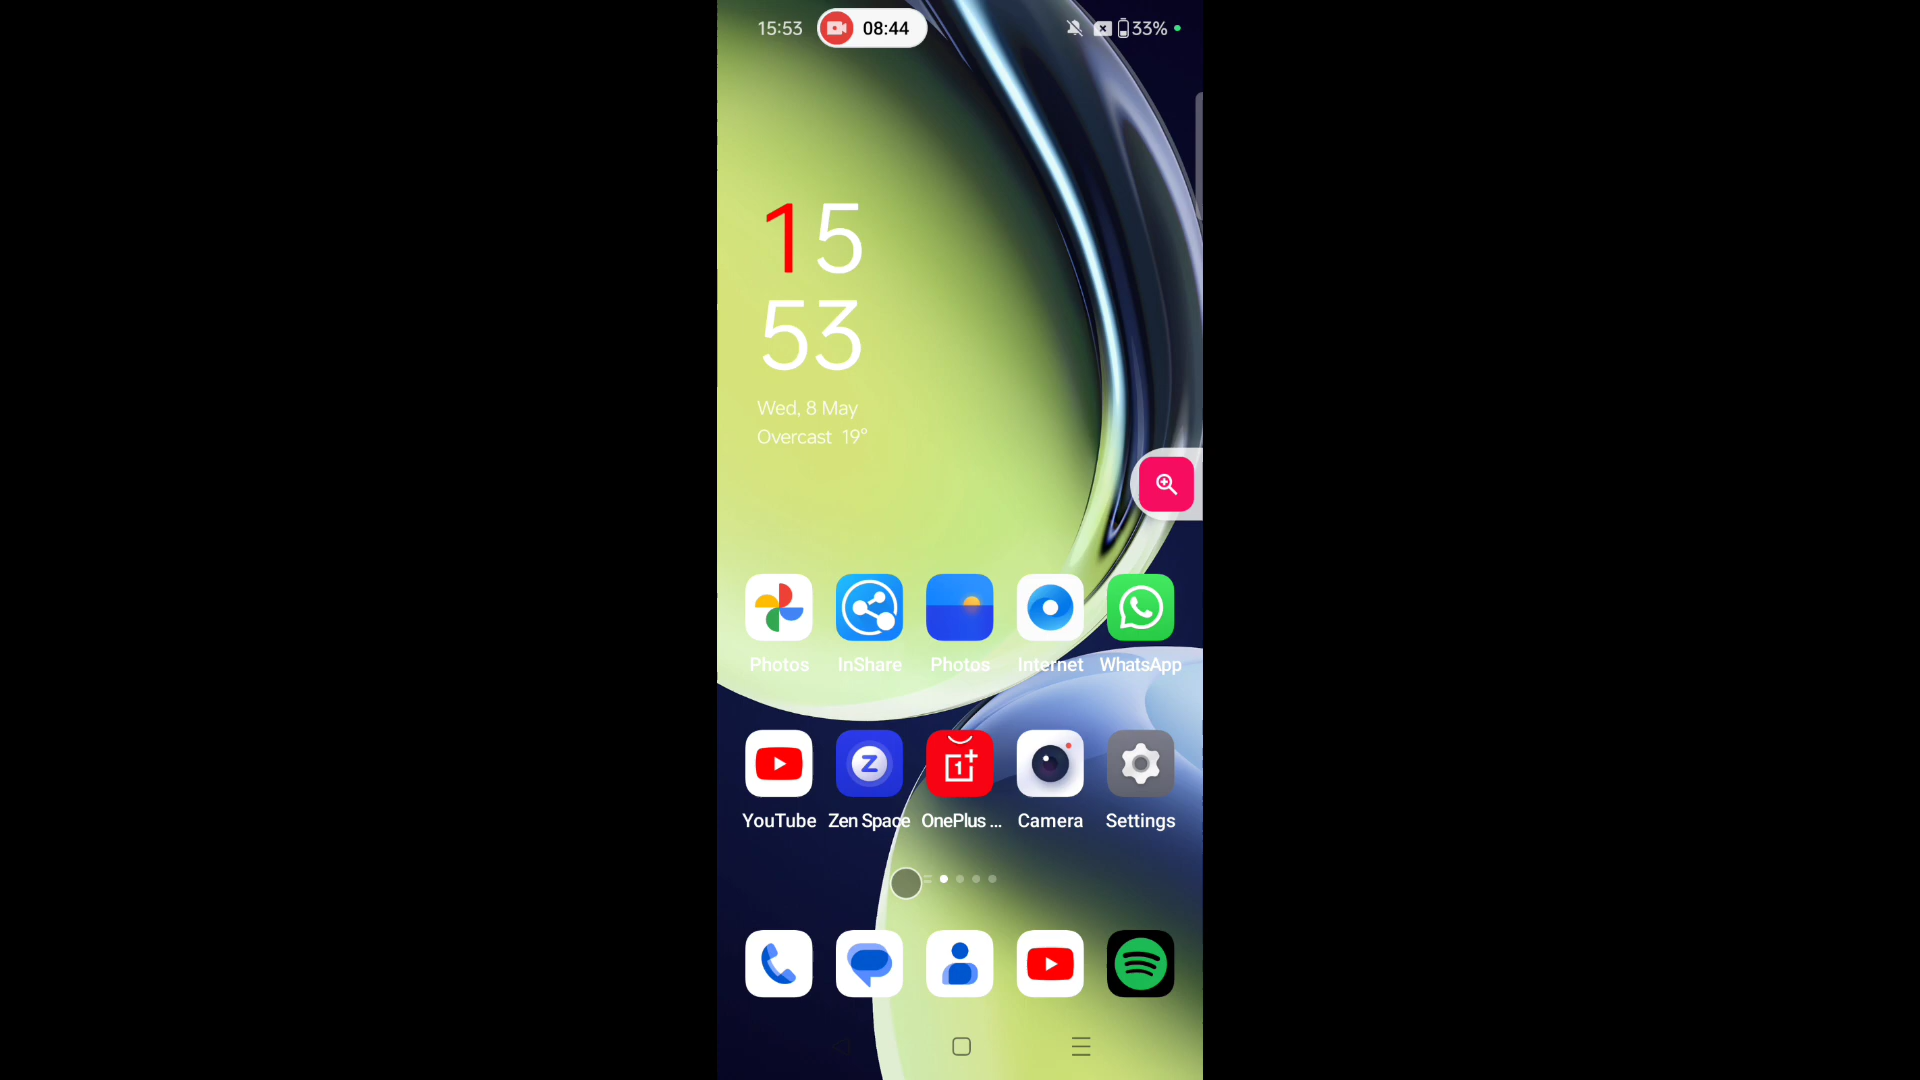 15:53 08:44 33%
15
53
Wed, 8 May
Overcast 19°
Photos InShare Photos Internet WhatsApp
Z 1+
YouTube Zen Space OnePlus ... Camera Settings